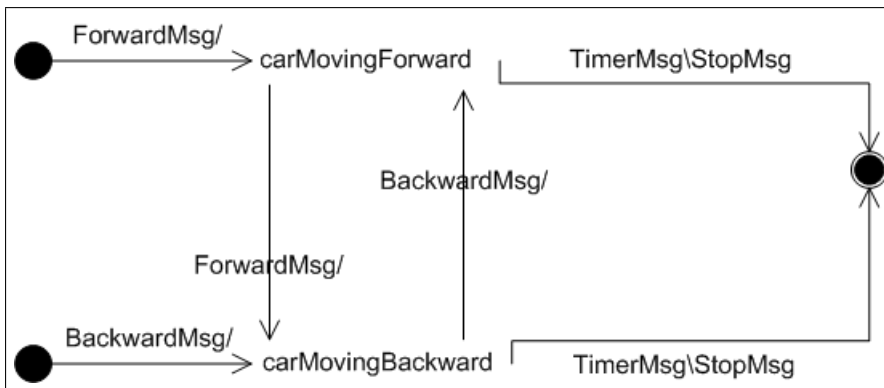 ForwardMsg/
carMovingForward
TimerMsg\StopMsg
BackwardMsg/
ForwardMsg/
BackwardMsg/
carMovingBackward
TimerMsg\StopMsg